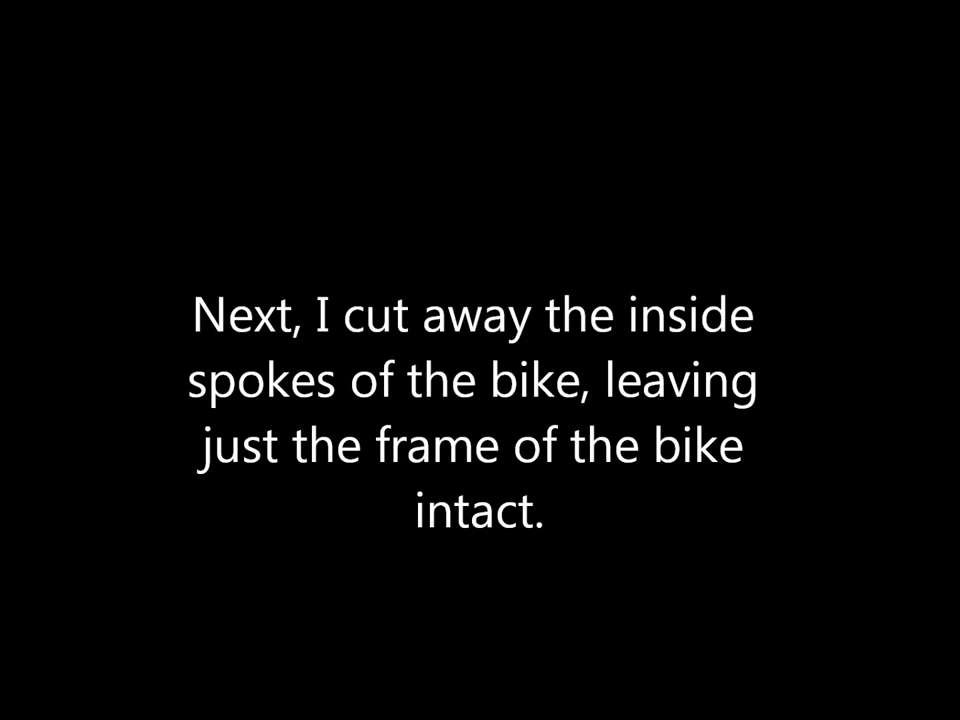 Next, I cut away the inside
spokes of the bike, leaving
just the frame of the bike
intact.